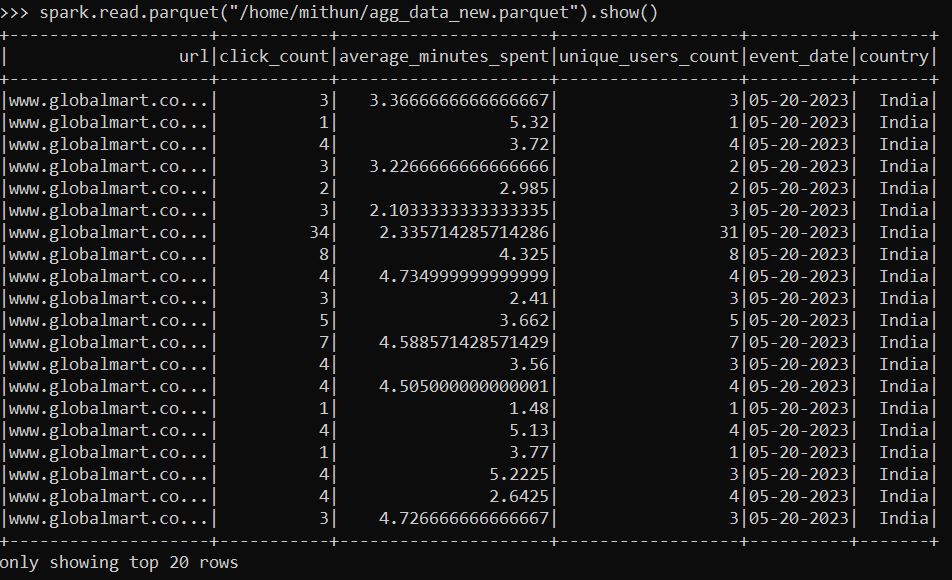 >>> spark.read.parquet("/home/mithun/agg_data_new.parquet").show()
+--------------------+-----------+---------------------+------------------+----------+-------+
|                 url|click_count|average_minutes_spent|unique_users_count|event_date|country|
+--------------------+-----------+---------------------+------------------+----------+-------+
|www.globalmart.co...|          3|   3.3666666666666667|                 3|05-20-2023|  India|
|www.globalmart.co...|          1|                 5.32|                 1|05-20-2023|  India|
|www.globalmart.co...|          4|                 3.72|                 4|05-20-2023|  India|
|www.globalmart.co...|          3|   3.2266666666666666|                 2|05-20-2023|  India|
|www.globalmart.co...|          2|                2.985|                 2|05-20-2023|  India|
|www.globalmart.co...|          3|   2.1033333333333335|                 3|05-20-2023|  India|
|www.globalmart.co...|         34|    2.335714285714286|                31|05-20-2023|  India|
|www.globalmart.co...|          8|                4.325|                 8|05-20-2023|  India|
|www.globalmart.co...|          4|    4.734999999999999|                 4|05-20-2023|  India|
|www.globalmart.co...|          3|                 2.41|                 3|05-20-2023|  India|
|www.globalmart.co...|          5|                3.662|                 5|05-20-2023|  India|
|www.globalmart.co...|          7|    4.588571428571429|                 7|05-20-2023|  India|
|www.globalmart.co...|          4|                 3.56|                 3|05-20-2023|  India|
|www.globalmart.co...|          4|    4.505000000000001|                 4|05-20-2023|  India|
|www.globalmart.co...|          1|                 1.48|                 1|05-20-2023|  India|
|www.globalmart.co...|          4|                 5.13|                 4|05-20-2023|  India|
|www.globalmart.co...|          1|                 3.77|                 1|05-20-2023|  India|
|www.globalmart.co...|          4|               5.2225|                 3|05-20-2023|  India|
|www.globalmart.co...|          4|               2.6425|                 4|05-20-2023|  India|
|www.globalmart.co...|          3|    4.726666666666667|                 3|05-20-2023|  India|
+--------------------+-----------+---------------------+------------------+----------+-------+
only showing top 20 rows